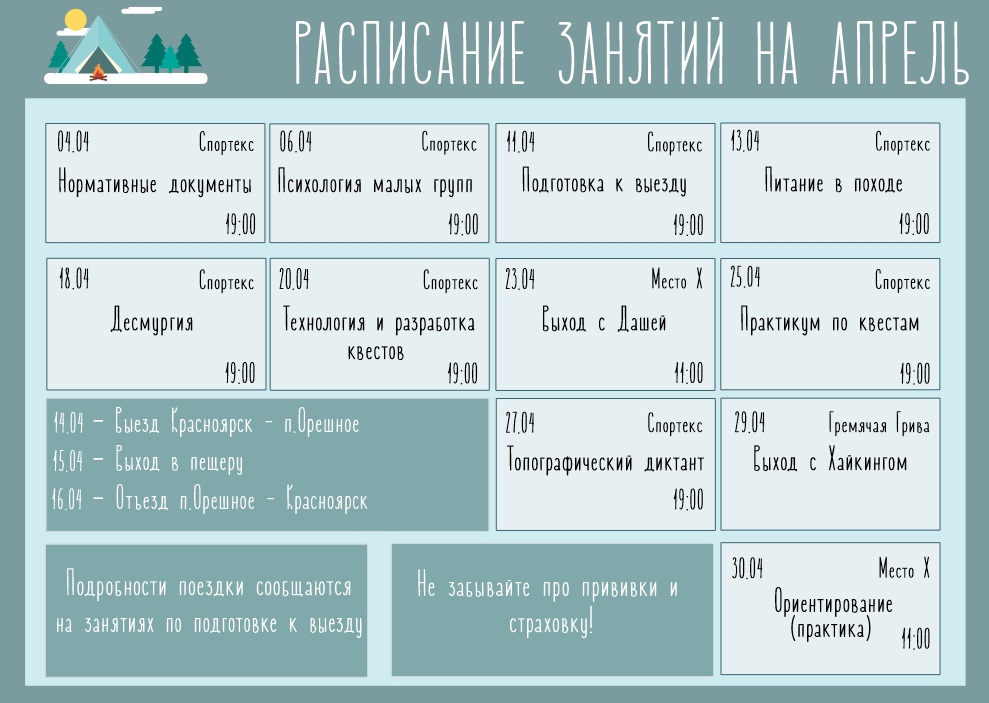 РАСПИСАНИЕ ЗАНЯТИЙ НА АПРЕЛЬ
04.04 Спортекс
Нормативные документы
19:00
06.04 Спортекс
Психология малых групп
19:00
11.04 Спортекс
Подготовка к выезду
19:00
13.04 Спортекс
Питание в походе
19:00
18.04 Спортекс
Десмургия
19:00
20.04 Спортекс
Технология и разработка
квестов
19:00
23.04 Место X
Выход с Дашей
11:00
25.04 Спортекс
Практикум по квестам
19:00
14.04 – Выезд Красноярск - п.Орешное
15.04 – Выход в пещеру
16.04 – Отъезд п.Орешное - Красноярск
27.04 Спортекс
Топографический диктант
19:00
29.04 Гремячая Грива
Выход с Хайкингом
Подробности поездки сообщаются
на занятиях по подготовке к выезду
Не забывайте про прививки и
страховку!
30.04 Место X
Ориентирование
(практика)
11:00